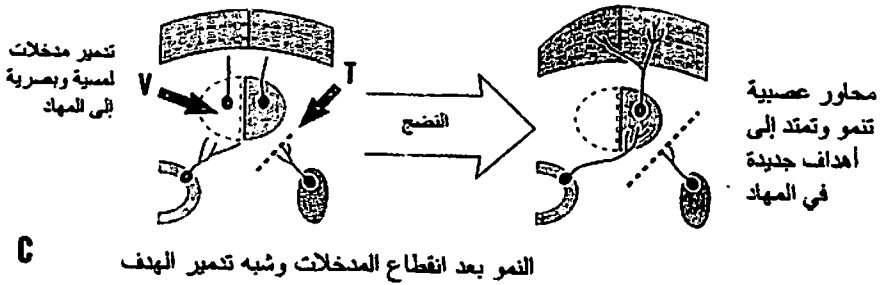 تدمير مدخلات
لمسية وبصرية
إلى المهاد
V
T
النضج
محاور عصبية
تنمو وتمتد إلى
أهداف جديدة
في المهاد
C
النمو بعد انقطاع المدخلات وشبه تدمير الهدف